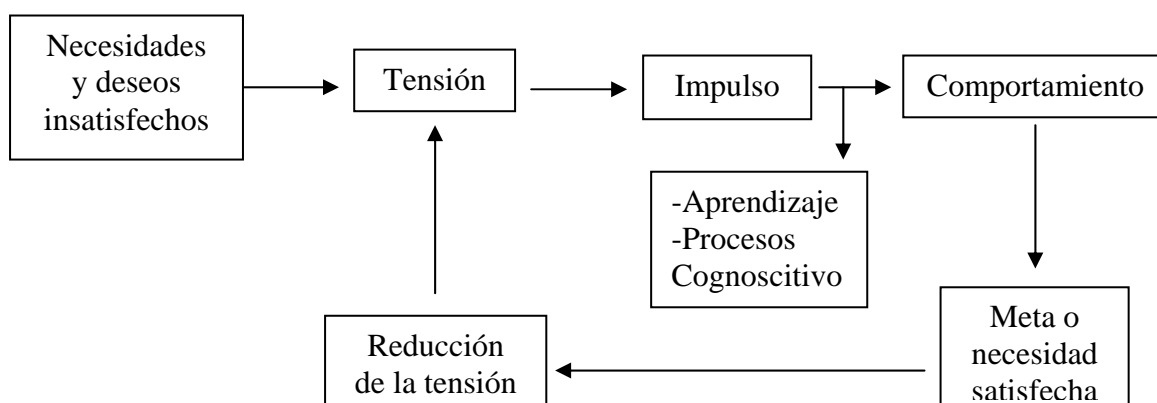 Necesidades
y deseos
insatisfechos
Tensión
Impulso
Comportamiento
-Aprendizaje
-Procesos
Cognoscitivo
Reducción
de la tensión
Meta o
necesidad
satisfecha